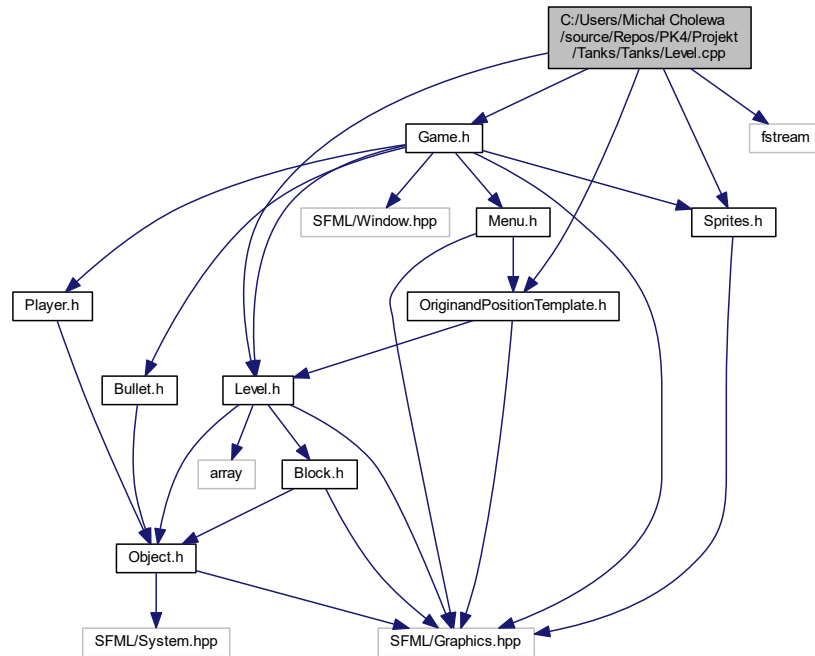 C:/Users/Michał Cholewa
/source/Repos/PK4/Projekt
/Tanks/Tanks/Level.cpp
Game.h
fstream
SFML/Window.hpp
Menu.h
Sprites.h
Player.h
OriginandPositionTemplate.h
Bullet.h
Level.h
array
Block.h
Object.h
SFML/System.hpp
SFML/Graphics.hpp